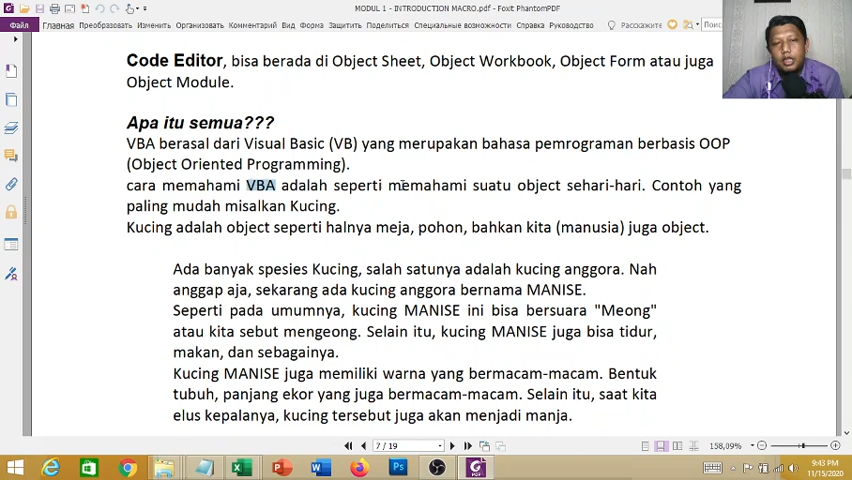 MODUL 1 - INTRODUCTION MACRO.pdf - Foxit PhantomPDF
Файл Главная Преобразовать Изменить Организовать Комментарий Форма Защитить Поделиться Специальные возможности Справка Руководство Расскажите Поис
Code Editor, bisa berada di Object Sheet, Object Workbook, Object Form atau juga
Object Module.
Apa itu semua???
VBA berasal dari Visual Basic (VB) yang merupakan bahasa pemrograman berbasis OOP
(Object Oriented Programming).
cara memahami VBA adalah seperti memahami suatu object sehari-hari. Contoh yang
paling mudah misalkan Kucing.
Kucing adalah object seperti halnya meja, pohon, bahkan kita (manusia) juga object.
Ada banyak spesies Kucing, salah satunya adalah kucing anggora. Nah
anggap aja, sekarang ada kucing anggora bernama MANISE.
Seperti pada umumnya, kucing MANISE ini bisa bersuara "Meong"
atau kita sebut mengeong. Selain itu, kucing MANISE juga bisa tidur,
makan, dan sebagainya.
Kucing MANISE juga memiliki warna yang bermacam-macam. Bentuk
tubuh, panjang ekor yang juga bermacam-macam. Selain itu, saat kita
elus kepalanya, kucing tersebut juga akan menjadi manja.
7 / 19 158,09%
9:43 PM
11/15/2020